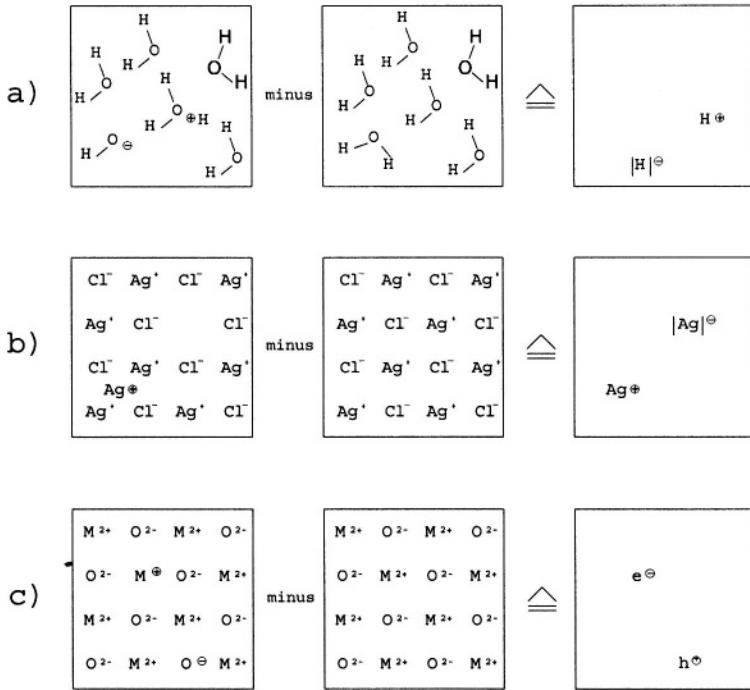 a)
H
H
H O
H O
H
H
O
H
O
H ⊕ H
H
O ⊖
H
O
H
minus
H
H
O
H
H O
H
H
O
H O
H
O
H
H
O
H
≙
H⊕
|H|⊖
b)
Cl⁻ Ag⁺ Cl⁻ Ag⁺
Ag⁺ Cl⁻ Cl⁻
Cl⁻ Ag⁺ Cl⁻ Ag⁺
Ag⊕
Ag⁺ Cl⁻ Ag⁺ Cl⁻
minus
Cl⁻ Ag⁺ Cl⁻ Ag⁺
Ag⁺ Cl⁻ Ag⁺ Cl⁻
Cl⁻ Ag⁺ Cl⁻ Ag⁺
Ag⁺ Cl⁻ Ag⁺ Cl⁻
≙
|Ag|⊖
Ag⊕
c)
M²⁺ O²⁻ M²⁺ O²⁻
O²⁻ M⊕ O²⁻ M²⁺
M²⁺ O²⁻ M²⁺ O²⁻
O²⁻ M²⁺ O⊖ M²⁺
minus
M²⁺ O²⁻ M²⁺ O²⁻
O²⁻ M²⁺ O²⁻ M²⁺
M²⁺ O²⁻ M²⁺ O²⁻
O²⁻ M²⁺ O²⁻ M²⁺
≙
e⊖
h⊕